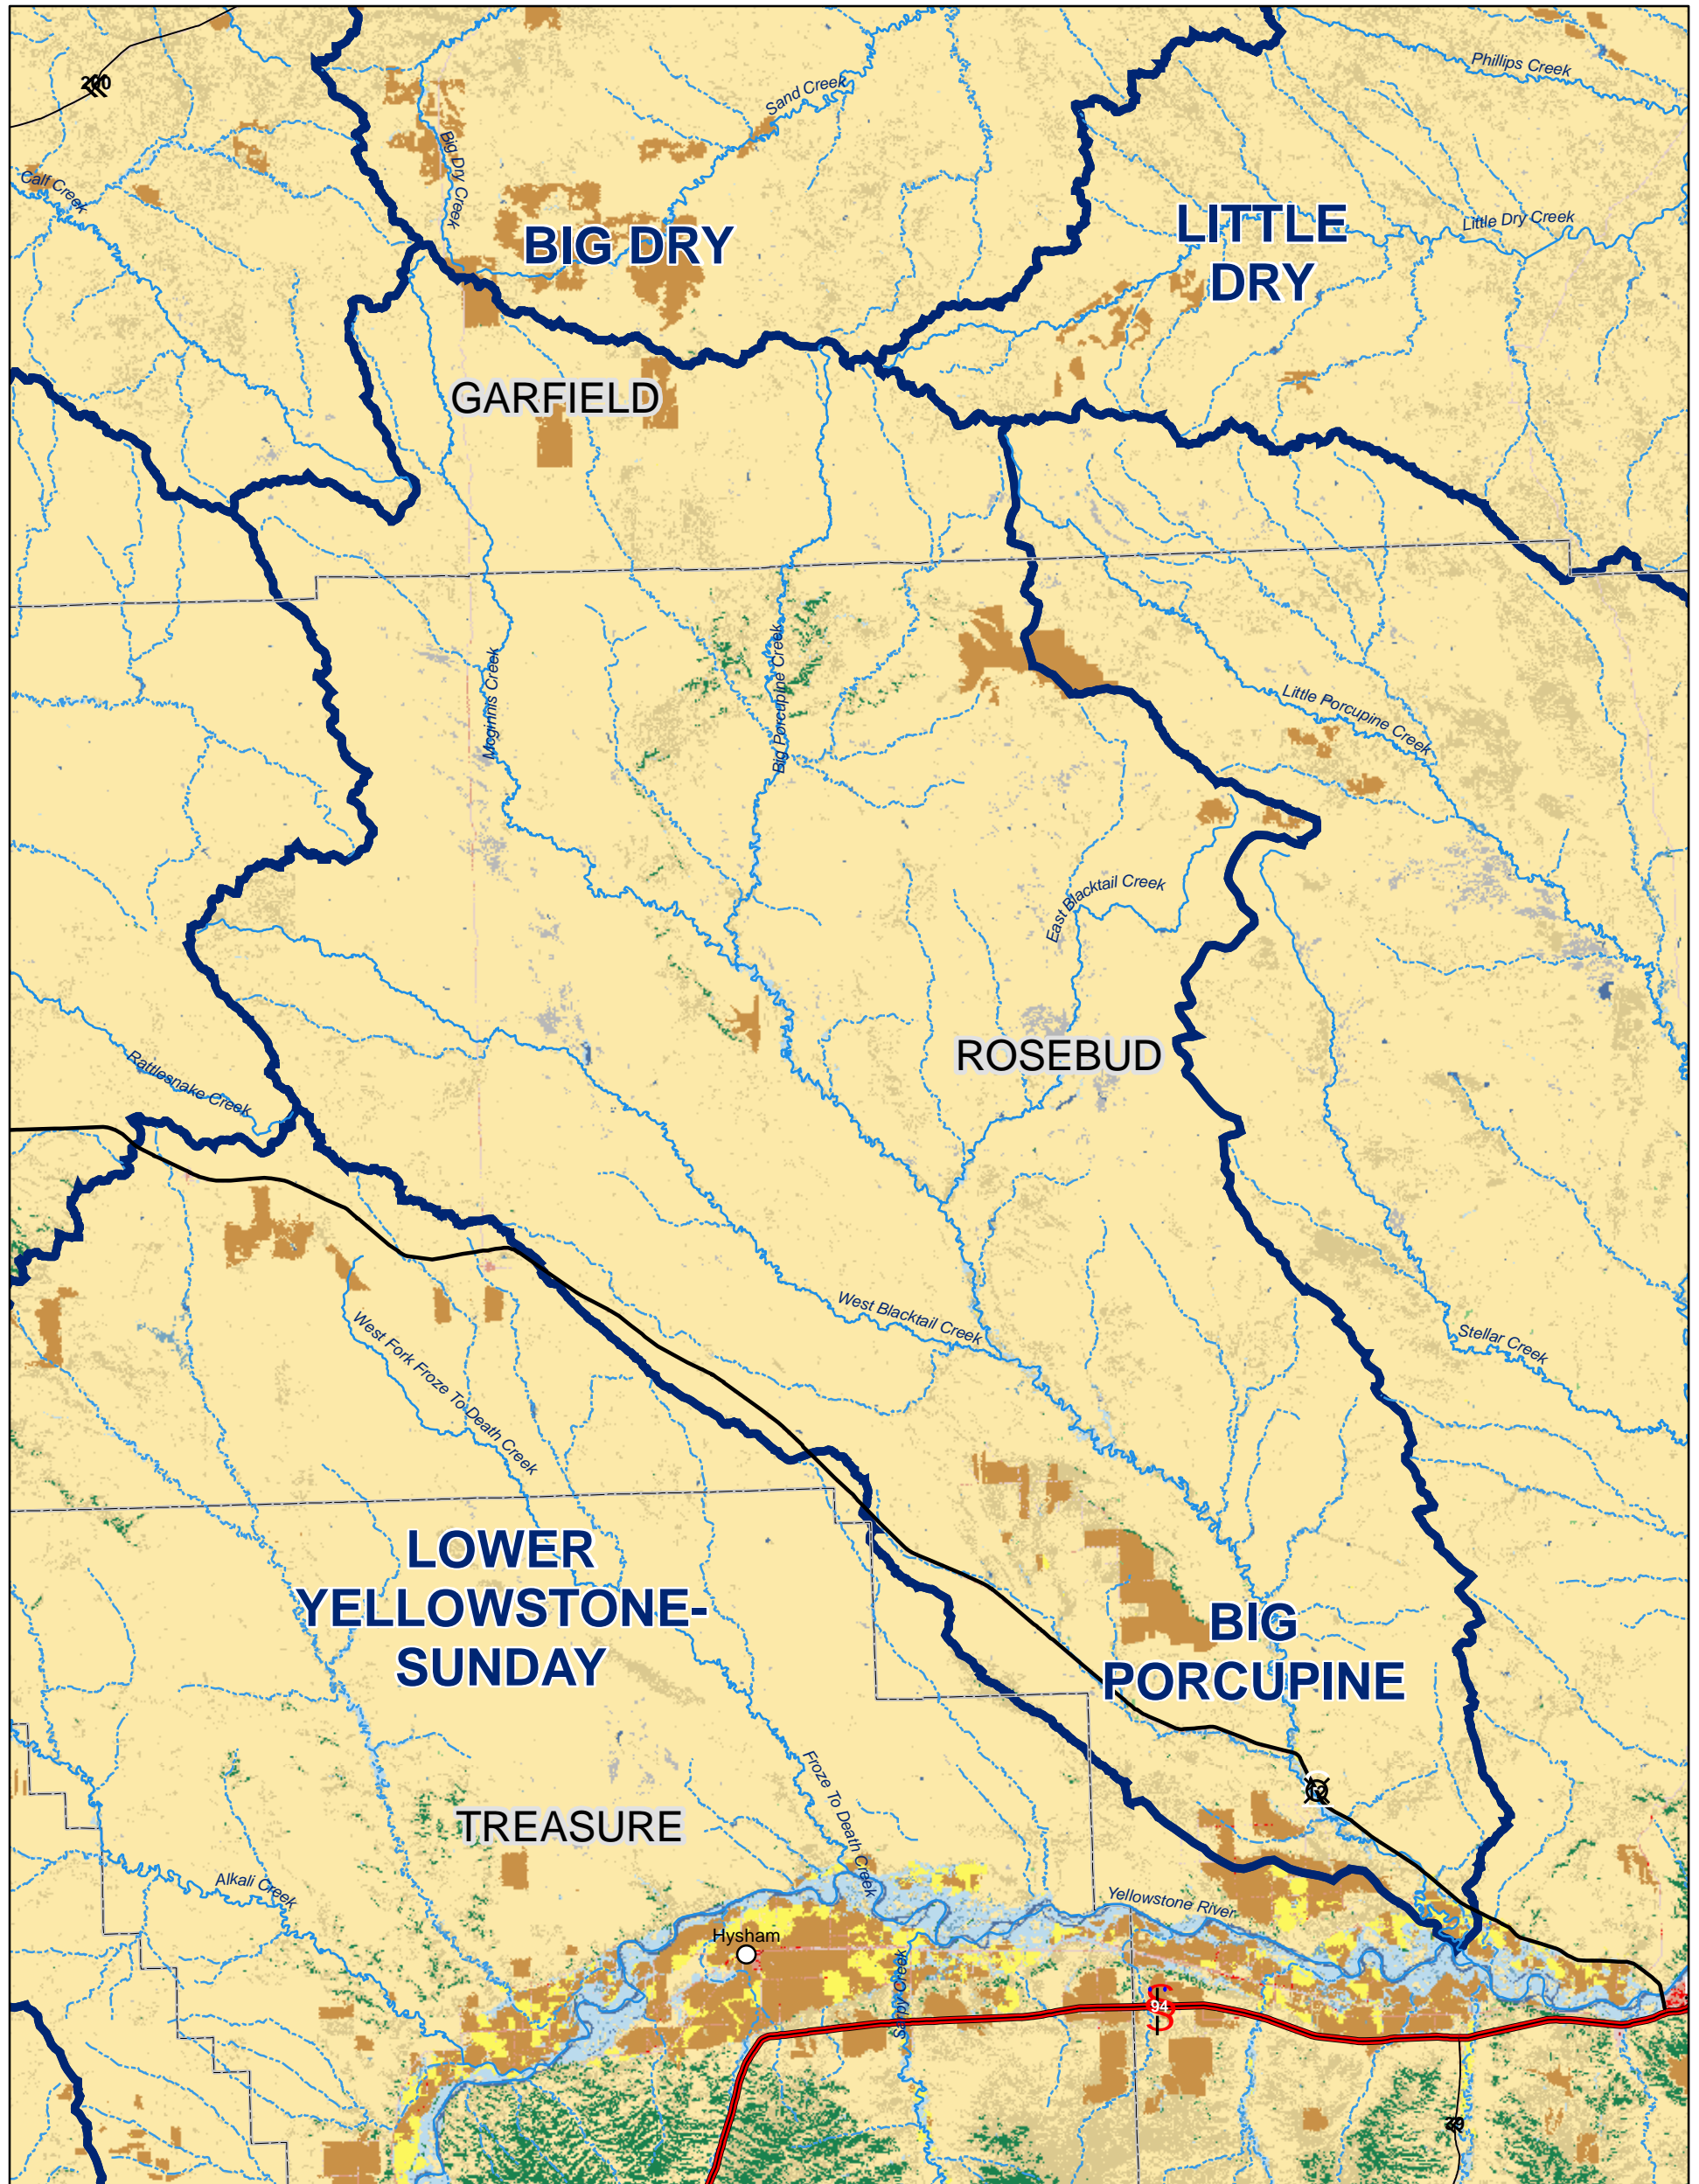 Phillips Creek
200
Sand Creek
Big Dry Creek
Calf Creek
LITTLE
DRY
Little Dry Creek
BIG DRY
GARFIELD
Mcginnis Creek
Big Porcupine Creek
Little Porcupine Creek
East Blacktail Creek
ROSEBUD
Rattlesnake Creek
West Blacktail Creek
Stellar Creek
West Fork Froze To Death Creek
LOWER
YELLOWSTONE-
SUNDAY
BIG
PORCUPINE
12
Froze To Death Creek
TREASURE
Alkali Creek
Yellowstone River
Hysham
Sarpy Creek
94